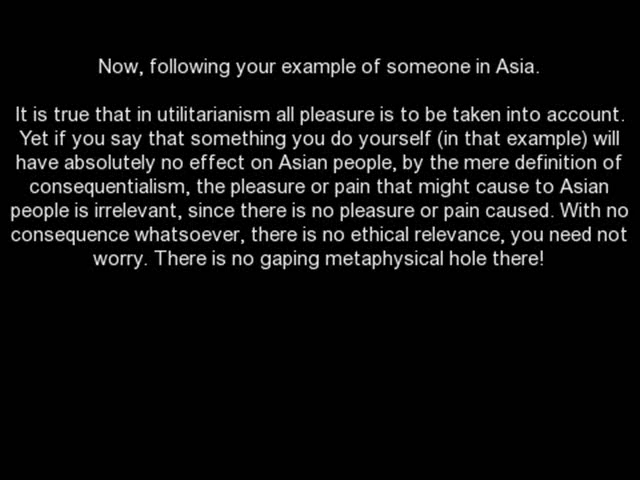 Now, following your example of someone in Asia.
It is true that in utilitarianism all pleasure is to be taken into account.
Yet if you say that something you do yourself (in that example) will
have absolutely no effect on Asian people, by the mere definition of
consequentialism, the pleasure or pain that might cause to Asian
people is irrelevant, since there is no pleasure or pain caused. With no
consequence whatsoever, there is no ethical relevance, you need not
worry. There is no gaping metaphysical hole there!